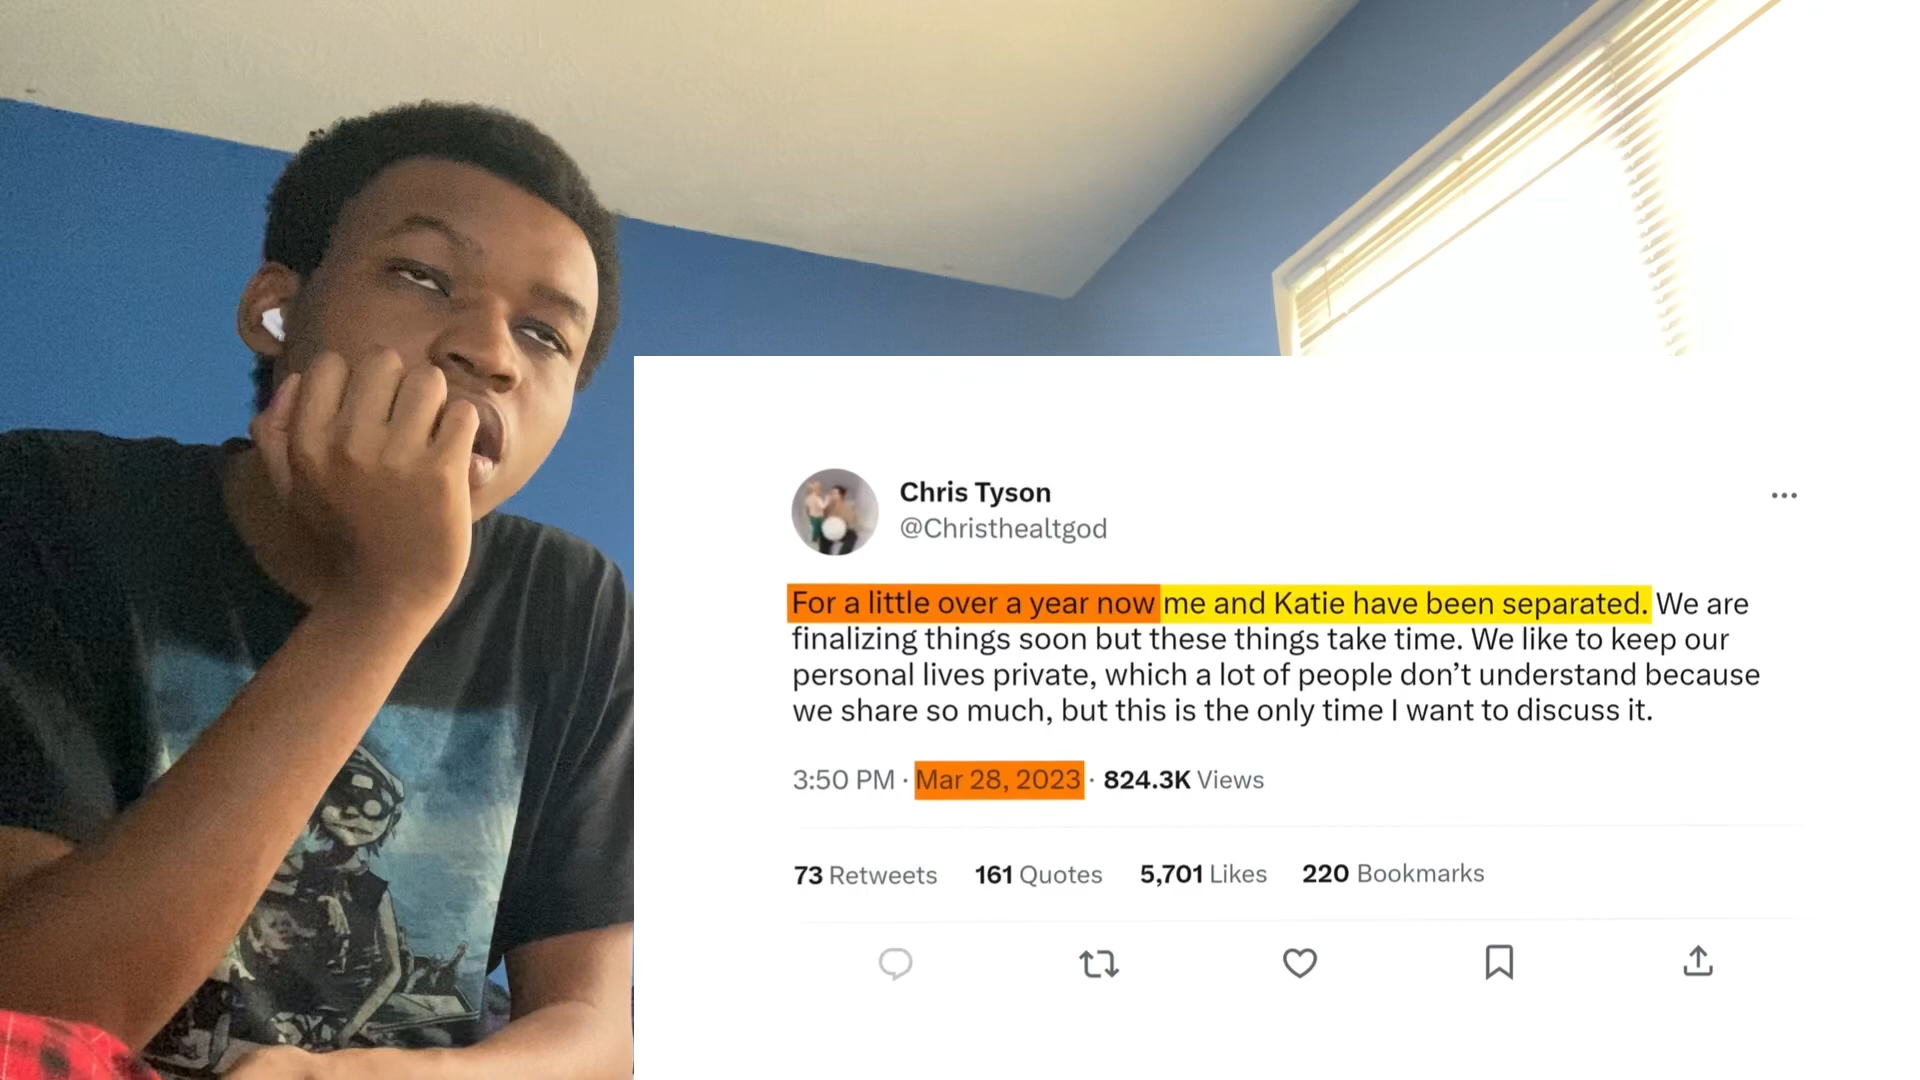 Chris Tyson
@Christhealtgod
For a little over a year now me and Katie have been separated. We are
finalizing things soon but these things take time. We like to keep our
personal lives private, which a lot of people don’t understand because
we share so much, but this is the only time I want to discuss it.
3:50 PM · Mar 28, 2023 · 824.3K Views
73 Retweets 161 Quotes 5,701 Likes 220 Bookmarks